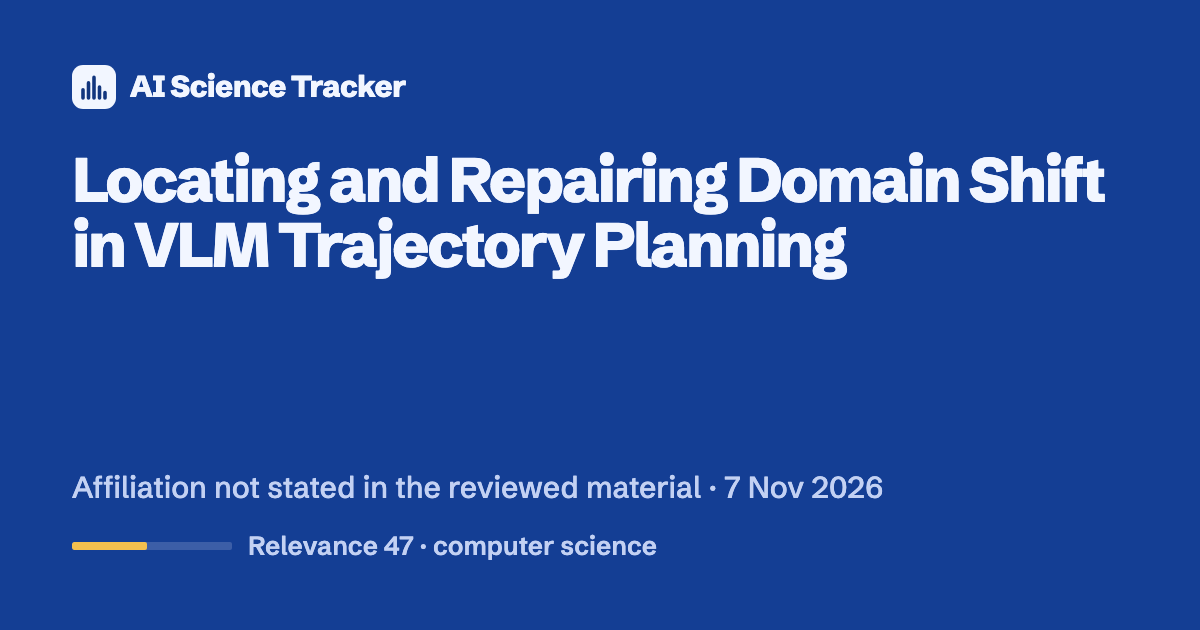 AI Science Tracker
Locating and Repairing Domain Shift
in VLM Trajectory Planning
Affiliation not stated in the reviewed material · 7 Nov 2026
Relevance 47 · computer science